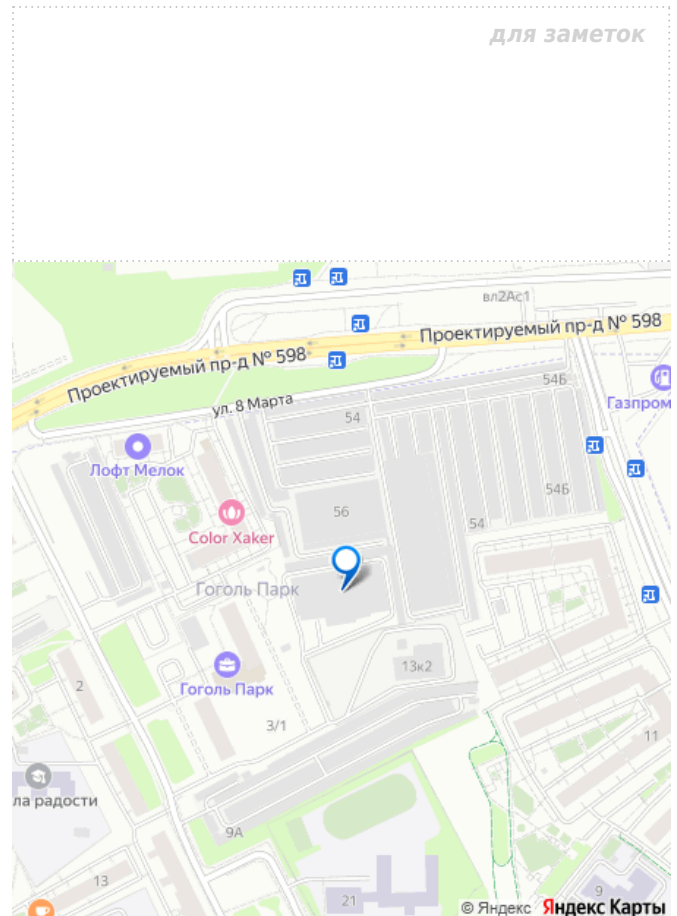 для заметок
вл2Ас1
Проектируемый пр-д № 598
Проектируемый пр-д № 598
54Б
Газпром
ул. 8 Марта
54
Лофт Мелок
54Б
56
54
Color Xaker
Гоголь Парк
13к2
2
Гоголь Парк
3/1
11
ла радости
9А
13
9
21
© Яндекс Яндекс Карты